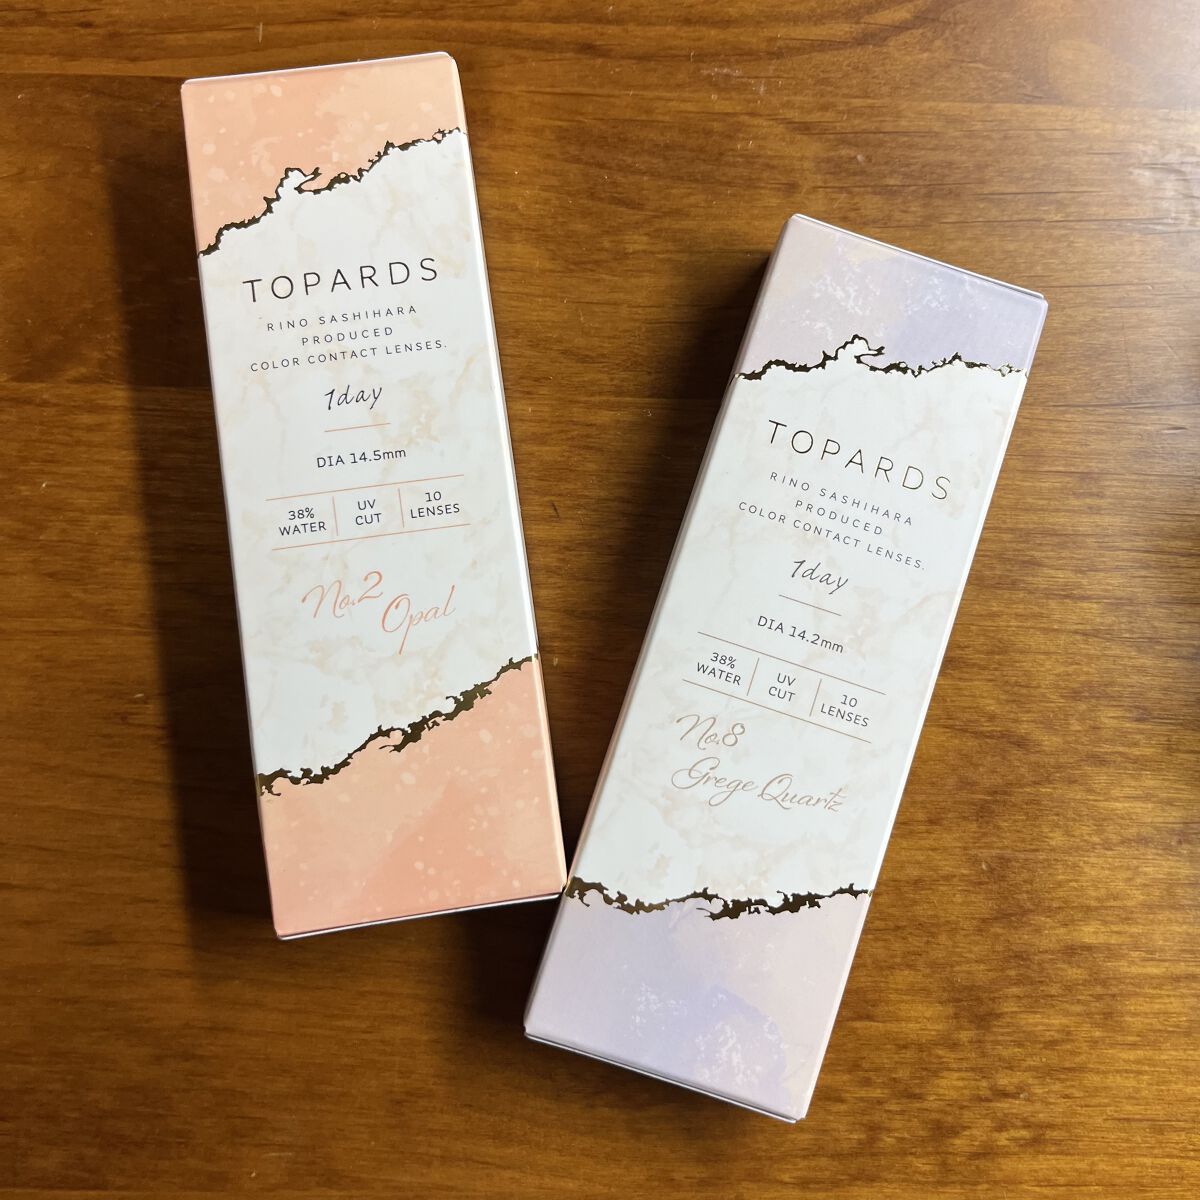 TOPARDS
RINO SASHIHARA
PRODUCED
COLOR CONTACT LENSES.
1day
DIA 14.5mm
38%
WATER
UV
CUT
10
LENSES
No.2
Opal
TOPARDS
RINO SASHIHARA
PRODUCED
COLOR CONTACT LENSES.
1day
DIA 14.2mm
38%
WATER
UV
CUT
10
LENSES
No.8
Grege Quartz